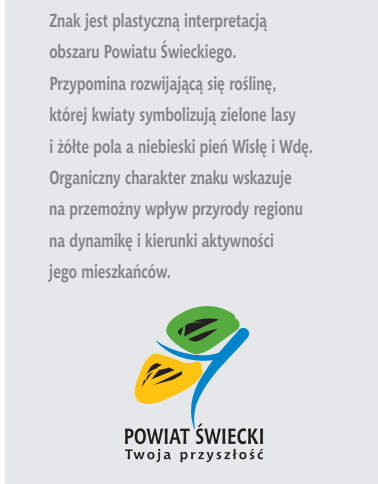 Znak jest plastyczną interpretacją
obszaru Powiatu Świeckiego.
Przypomina rozwijającą się roślinę,
której kwiaty symbolizują zielone lasy
i żółte pola a niebieski pień Wisłę i Wdę.
Organiczny charakter znaku wskazuje
na przemożny wpływ przyrody regionu
na dynamikę i kierunki aktywności
jego mieszkańców.
POWIAT ŚWIECKI
Twoja przyszłość